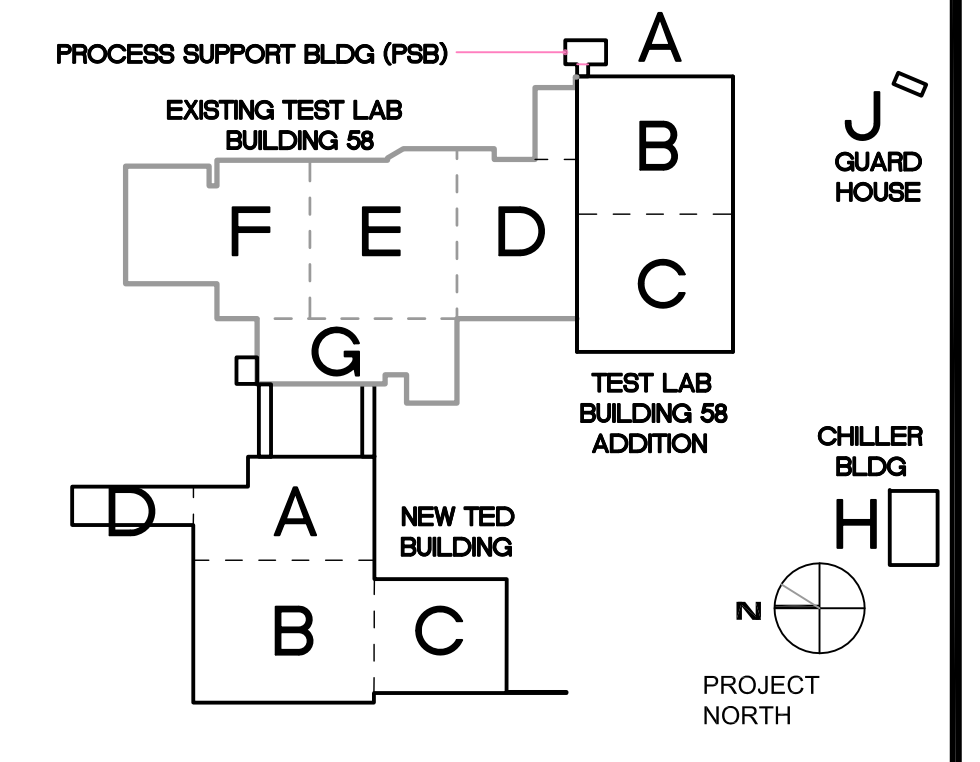 PROCESS SUPPORT BLDG (PSB)
A
EXISTING TEST LAB
BUILDING 58
J
GUARD
HOUSE
B
F E D
C
G
TEST LAB
BUILDING 58
ADDITION
CHILLER
BLDG
H
D A
NEW TED
BUILDING
B C
N
PROJECT
NORTH